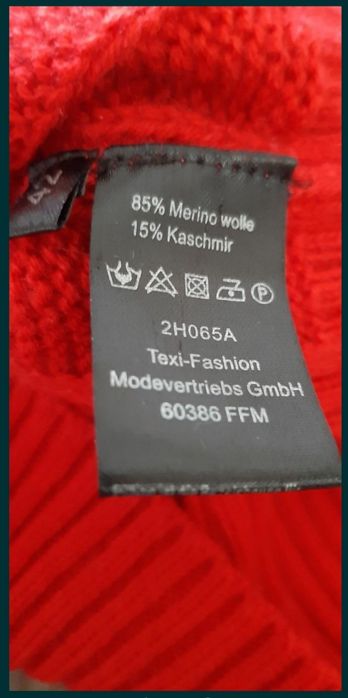 85% Merino wolle
15% Kaschmir
P
2H065A
Texi-Fashion
Modevertriebs GmbH
60386 FFM